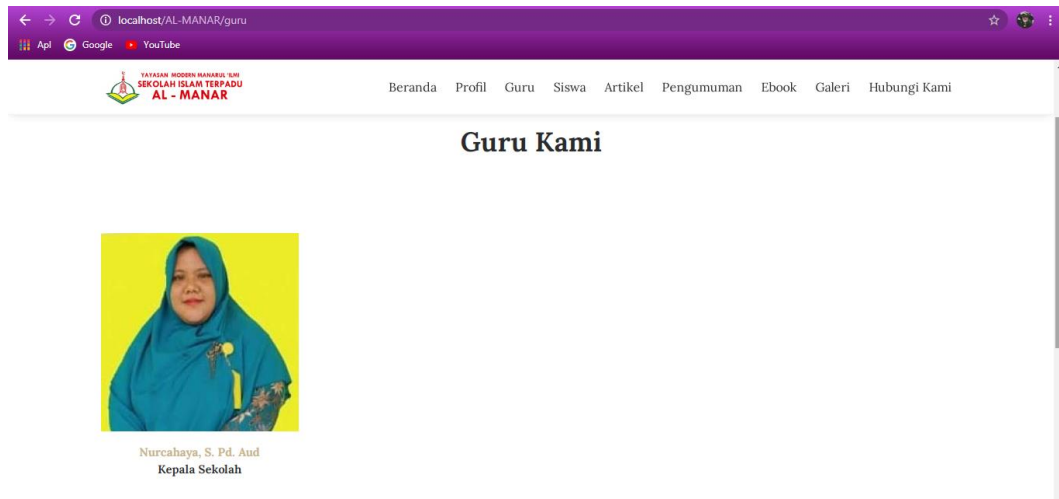 localhost/AL-MANAR/guru
Apl Google YouTube
YAYASAN MODERN MANARUL 'ILMI
SEKOLAH ISLAM TERPADU
AL - MANAR
Beranda Profil Guru Siswa Artikel Pengumuman Ebook Galeri Hubungi Kami
Guru Kami
Nurcahaya, S. Pd. Aud
Kepala Sekolah